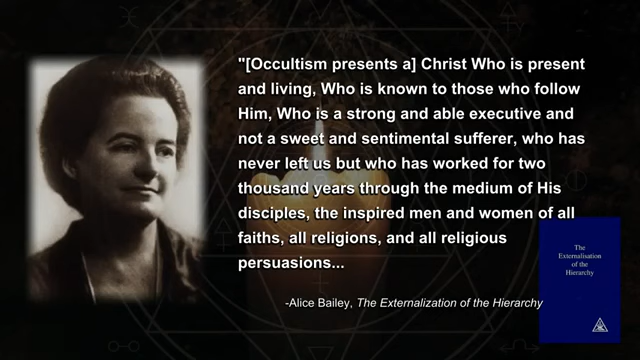 "[Occultism presents a] Christ Who is present
and living, Who is known to those who follow
Him, Who is a strong and able executive and
not a sweet and sentimental sufferer, who has
never left us but who has worked for two
thousand years through the medium of His
disciples, the inspired men and women of all
faiths, all religions, and all religious
persuasions...
-Alice Bailey, The Externalization of the Hierarchy
The
Externalisation
of the
Hierarchy